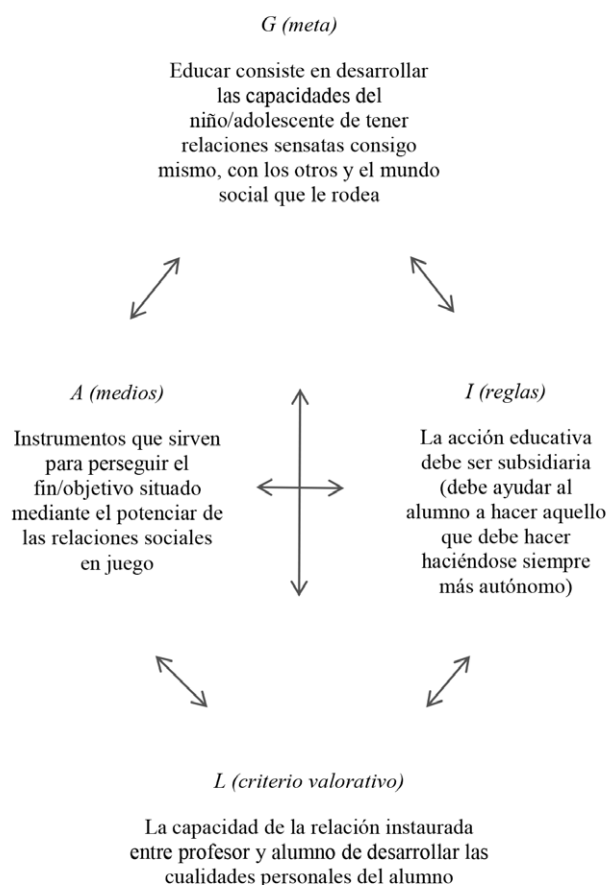 G (meta)
Educar consiste en desarrollar
las capacidades del
niño/adolescente de tener
relaciones sensatas consigo
mismo, con los otros y el mundo
social que le rodea
A (medios)
Instrumentos que sirven
para perseguir el
fin/objetivo situado
mediante el potenciar de
las relaciones sociales
en juego
I (reglas)
La acción educativa
debe ser subsidiaria
(debe ayudar al
alumno a hacer aquello
que debe hacer
haciéndose siempre
más autónomo)
L (criterio valorativo)
La capacidad de la relación instaurada
entre profesor y alumno de desarrollar las
cualidades personales del alumno